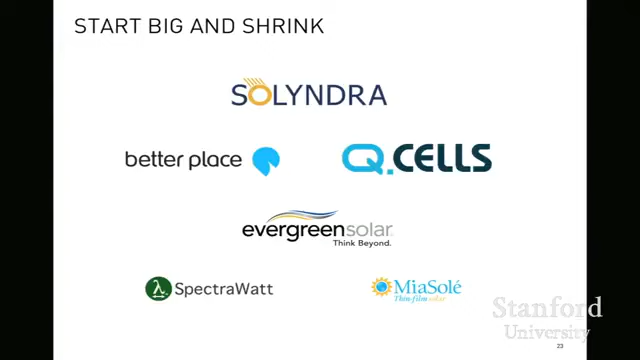 START BIG AND SHRINK
SOLYNDRA
better place
Q.CELLS
evergreensolar
Think Beyond.
SpectraWatt
MiaSolé
Thin-film solar
Stanford
University
23